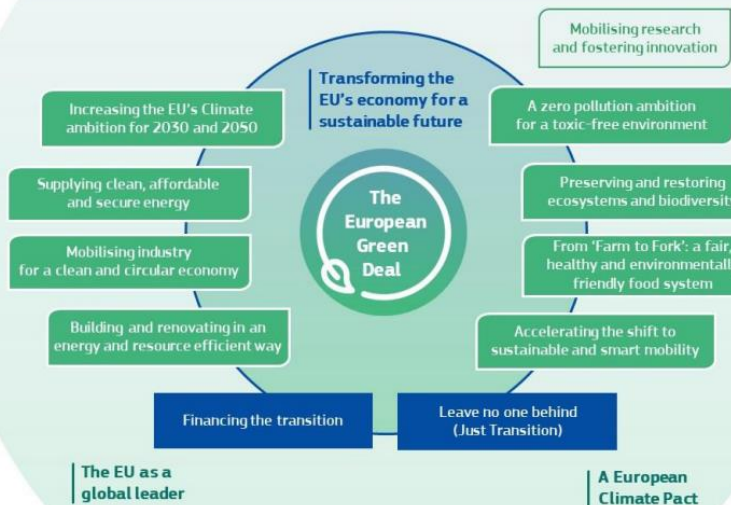 Mobilising research
and fostering innovation
Transforming the
EU's economy for a
sustainable future
Increasing the EU's Climate
ambition for 2030 and 2050
A zero pollution ambition
for a toxic-free environment
Supplying clean, affordable
and secure energy
The
European
Green
Deal
Preserving and restoring
ecosystems and biodiversity
Mobilising industry
for a clean and circular economy
From 'Farm to Fork': a fair,
healthy and environmentall
friendly food system
Building and renovating in an
energy and resource efficient way
Accelerating the shift to
sustainable and smart mobility
Financing the transition
Leave no one behind
(Just Transition)
The EU as a
global leader
A European
Climate Pact